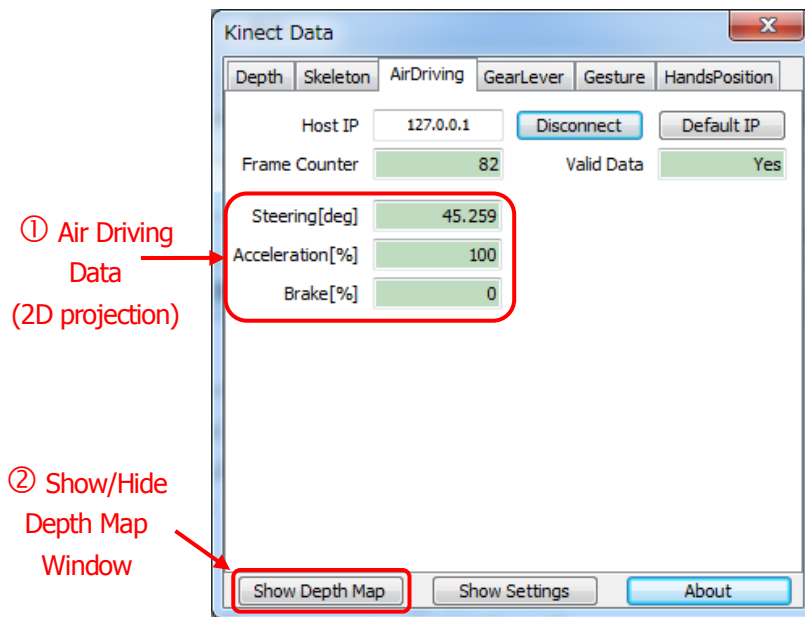 Kinect Data
Depth Skeleton AirDriving GearLever Gesture HandsPosition
Host IP 127.0.0.1 Disconnect Default IP
Frame Counter 82 Valid Data Yes
Steering[deg] 45.259
Acceleration[%] 100
Brake[%] 0
① Air Driving
Data
(2D projection)
② Show/Hide
Depth Map
Window
Show Depth Map Show Settings About